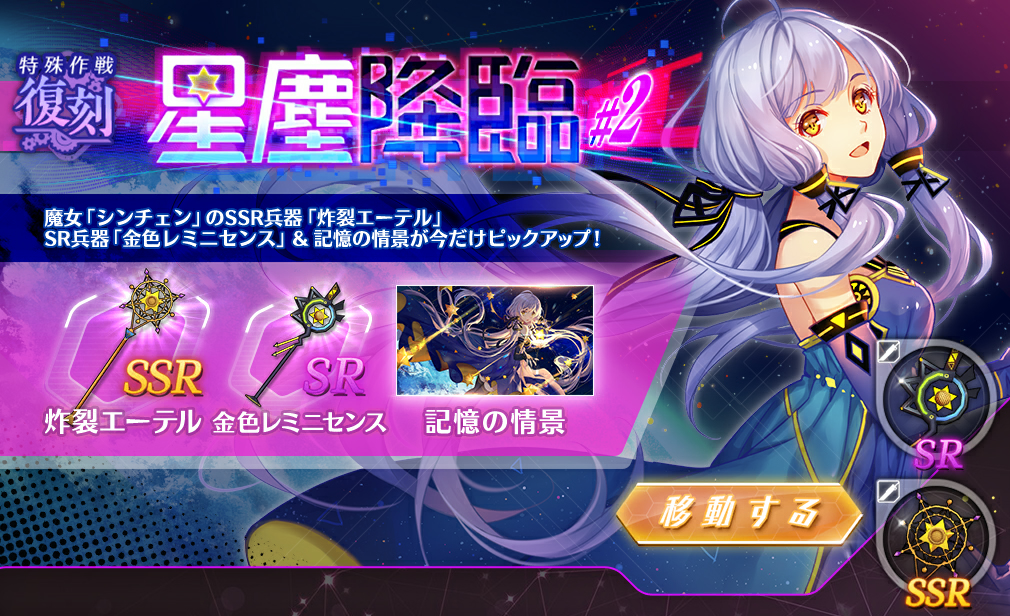 特殊作戦
復刻
星塵降臨 #2
魔女「シンチェン」のSSR兵器「炸裂エーテル」
SR兵器「金色レミニセンス」& 記憶の情景が今だけピックアップ！
SSR
SR
炸裂エーテル
金色レミニセンス
記憶の情景
SR
移動する
SSR